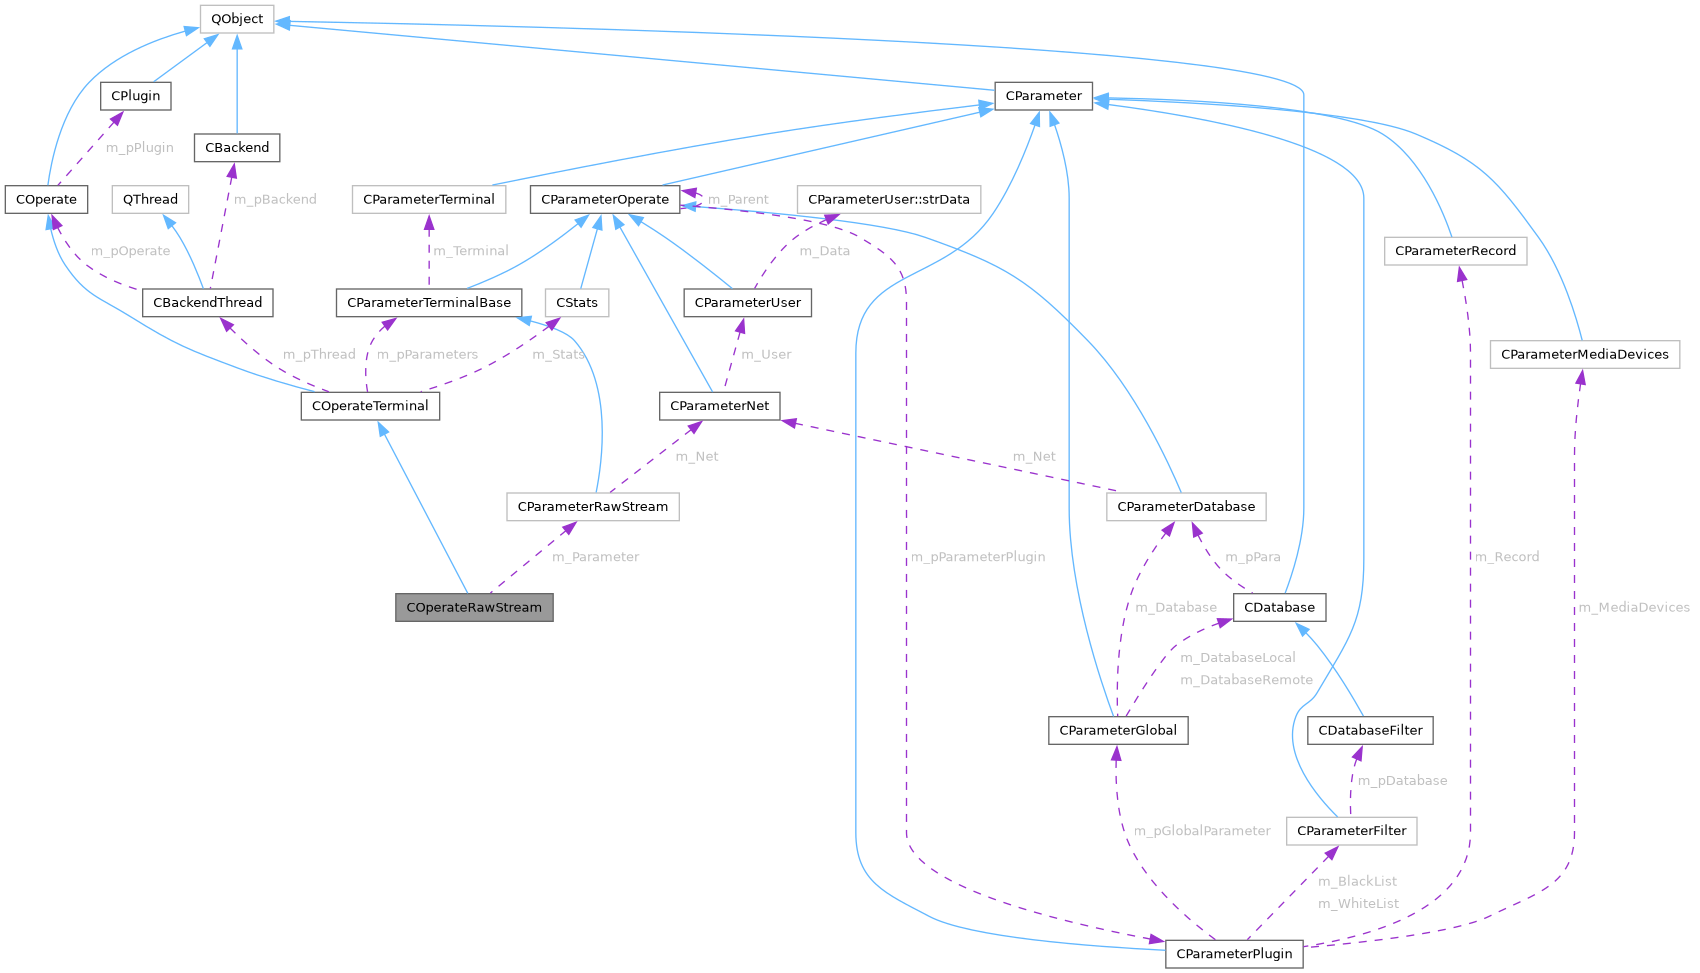 QObject
CPlugin
CParameter
m_pPlugin
CBackend
COperate
QThread
m_pBackend
CParameterTerminal
CParameterOperate
m_Parent
CParameterUser::strData
m_pOperate
m_Terminal
m_Data
CParameterRecord
CBackendThread
CParameterTerminalBase
CStats
CParameterUser
m_pThread
m_pParameters
m_Stats
m_User
CParameterMediaDevices
COperateTerminal
CParameterNet
m_Net
m_Net
CParameterRawStream
CParameterDatabase
m_Parameter
m_pParameterPlugin
m_pPara
m_Record
COperateRawStream
m_Database
CDatabase
m_MediaDevices
m_DatabaseLocal
m_DatabaseRemote
CParameterGlobal
CDatabaseFilter
m_pDatabase
m_pGlobalParameter
CParameterFilter
m_BlackList
m_WhiteList
CParameterPlugin